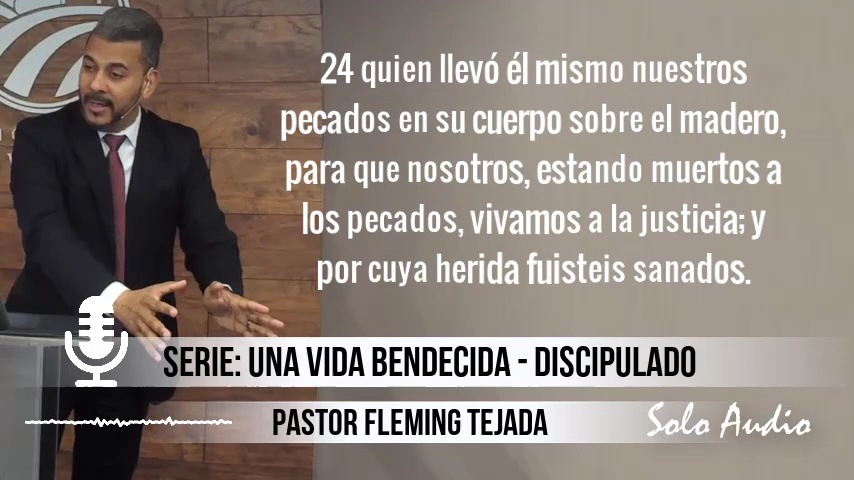 24 quien llevó él mismo nuestros
pecados en su cuerpo sobre el madero,
para que nosotros, estando muertos a
los pecados, vivamos a la justicia; y
por cuya herida fuisteis sanados.
SERIE: UNA VIDA BENDECIDA - DISCIPULADO
PASTOR FLEMING TEJADA
Solo Audio